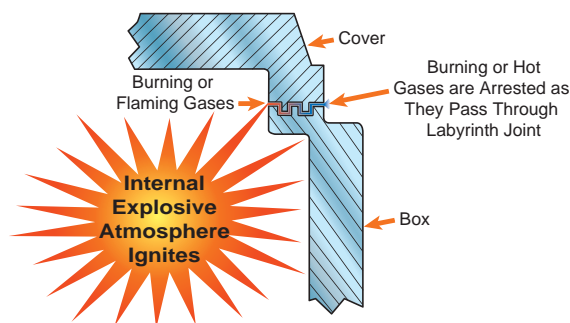 Cover
Burning or
Flaming Gases
Burning or Hot
Gases are Arrested as
They Pass Through
Labyrinth Joint
Internal
Explosive
Atmosphere
Ignites
Box